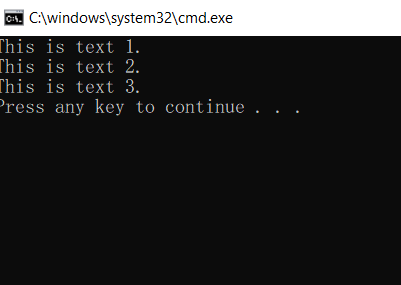 C:\windows\system32\cmd.exe
This is text 1.
This is text 2.
This is text 3.
Press any key to continue . . .